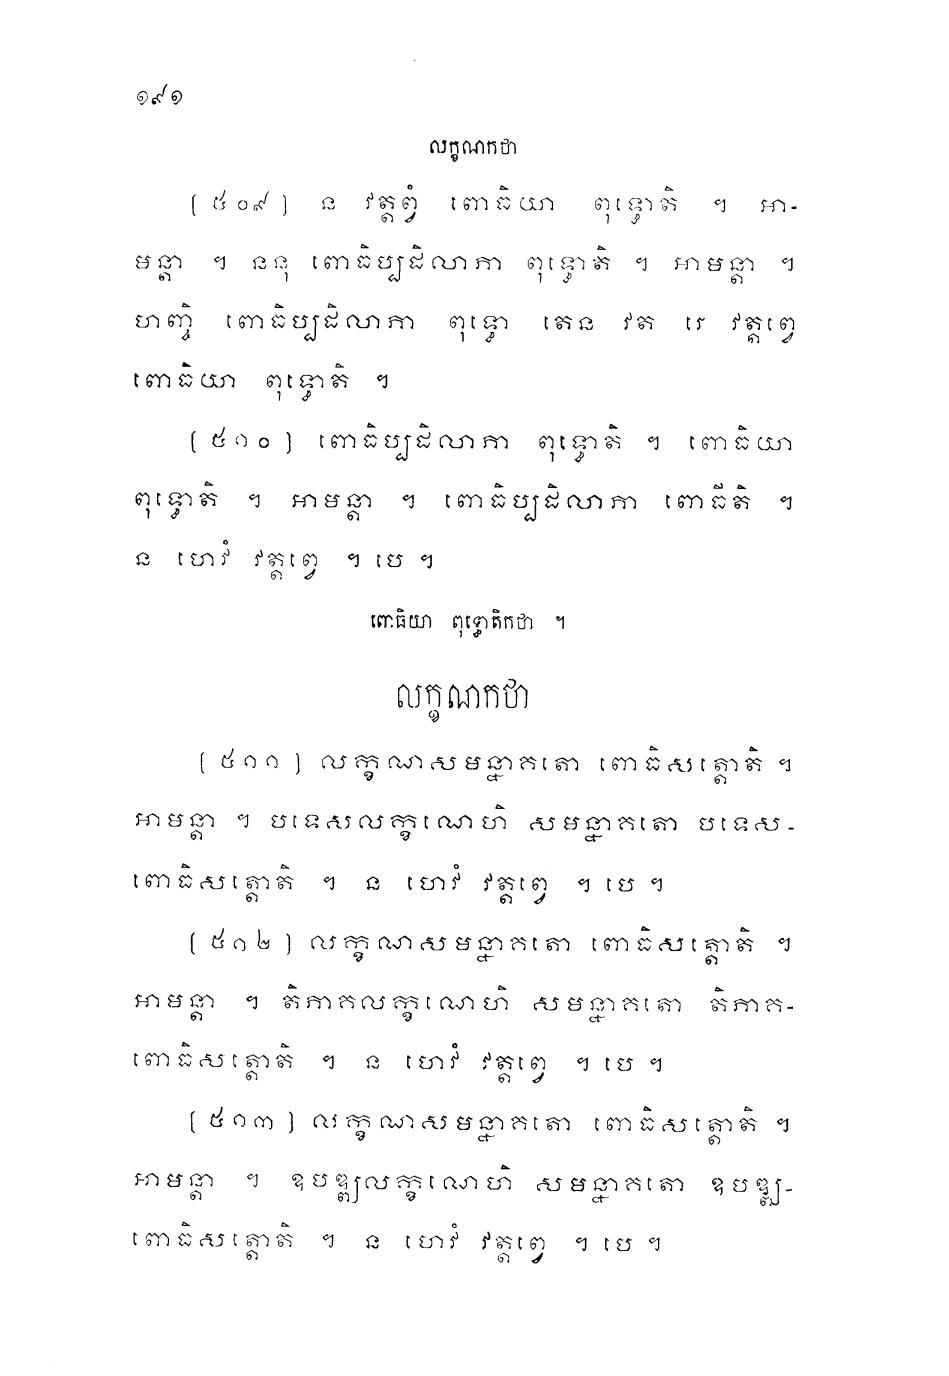 ១៩១
លក្ខណកថា
[ ៥០៩ ] ន វត្តព្វំ ពោធិយា ពុទ្ធោតិ ។ អា-
មន្តា ។ ននុ ពោធិប្បដិលាភា ពុទ្ធោតិ ។ អាមន្តា ។
ហញ្ចិ ពោធិប្បដិលាភា ពុទ្ធោ តេន វត រេ វត្តព្វេ
ពោធិយា ពុទ្ធោតិ ។
[ ៥១០ ] ពោធិប្បដិលាភា ពុទ្ធោតិ ។ ពោធិយា
ពុទ្ធោតិ ។ អាមន្តា ។ ពោធិប្បដិលាភា ពោធីតិ ។
ន ហេវំ វត្តព្វេ ។ បេ ។
ពោធិយា ពុទ្ធោតិកថា ។
លក្ខណកថា
[ ៥១១ ] លក្ខណសមន្នាគតោ ពោធិសត្តោតិ ។
អាមន្តា ។ បទេសលក្ខណេហិ សមន្នាគតោ បទេស-
ពោធិសត្តោតិ ។ ន ហេវំ វត្តព្វេ ។ បេ ។
[ ៥១២ ] លក្ខណសមន្នាគតោ ពោធិសត្តោតិ ។
អាមន្តា ។ តិភាគលក្ខណេហិ សមន្នាគតោ តិភាគ-
ពោធិសត្តោតិ ។ ន ហេវំ វត្តព្វេ ។ បេ ។
[ ៥១៣ ] លក្ខណសមន្នាគតោ ពោធិសត្តោតិ ។
អាមន្តា ។ ឧបឌ្ឍលក្ខណេហិ សមន្នាគតោ ឧបឌ្ឍ-
ពោធិសត្តោតិ ។ ន ហេវំ វត្តព្វេ ។ បេ ។